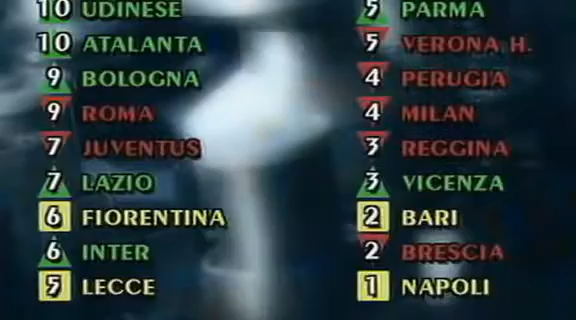 10 UDINESE
10 ATALANTA
9 BOLOGNA
9 ROMA
7 JUVENTUS
7 LAZIO
6 FIORENTINA
6 INTER
5 LECCE
5 PARMA
5 VERONA H.
4 PERUGIA
4 MILAN
3 REGGINA
3 VICENZA
2 BARI
2 BRESCIA
1 NAPOLI